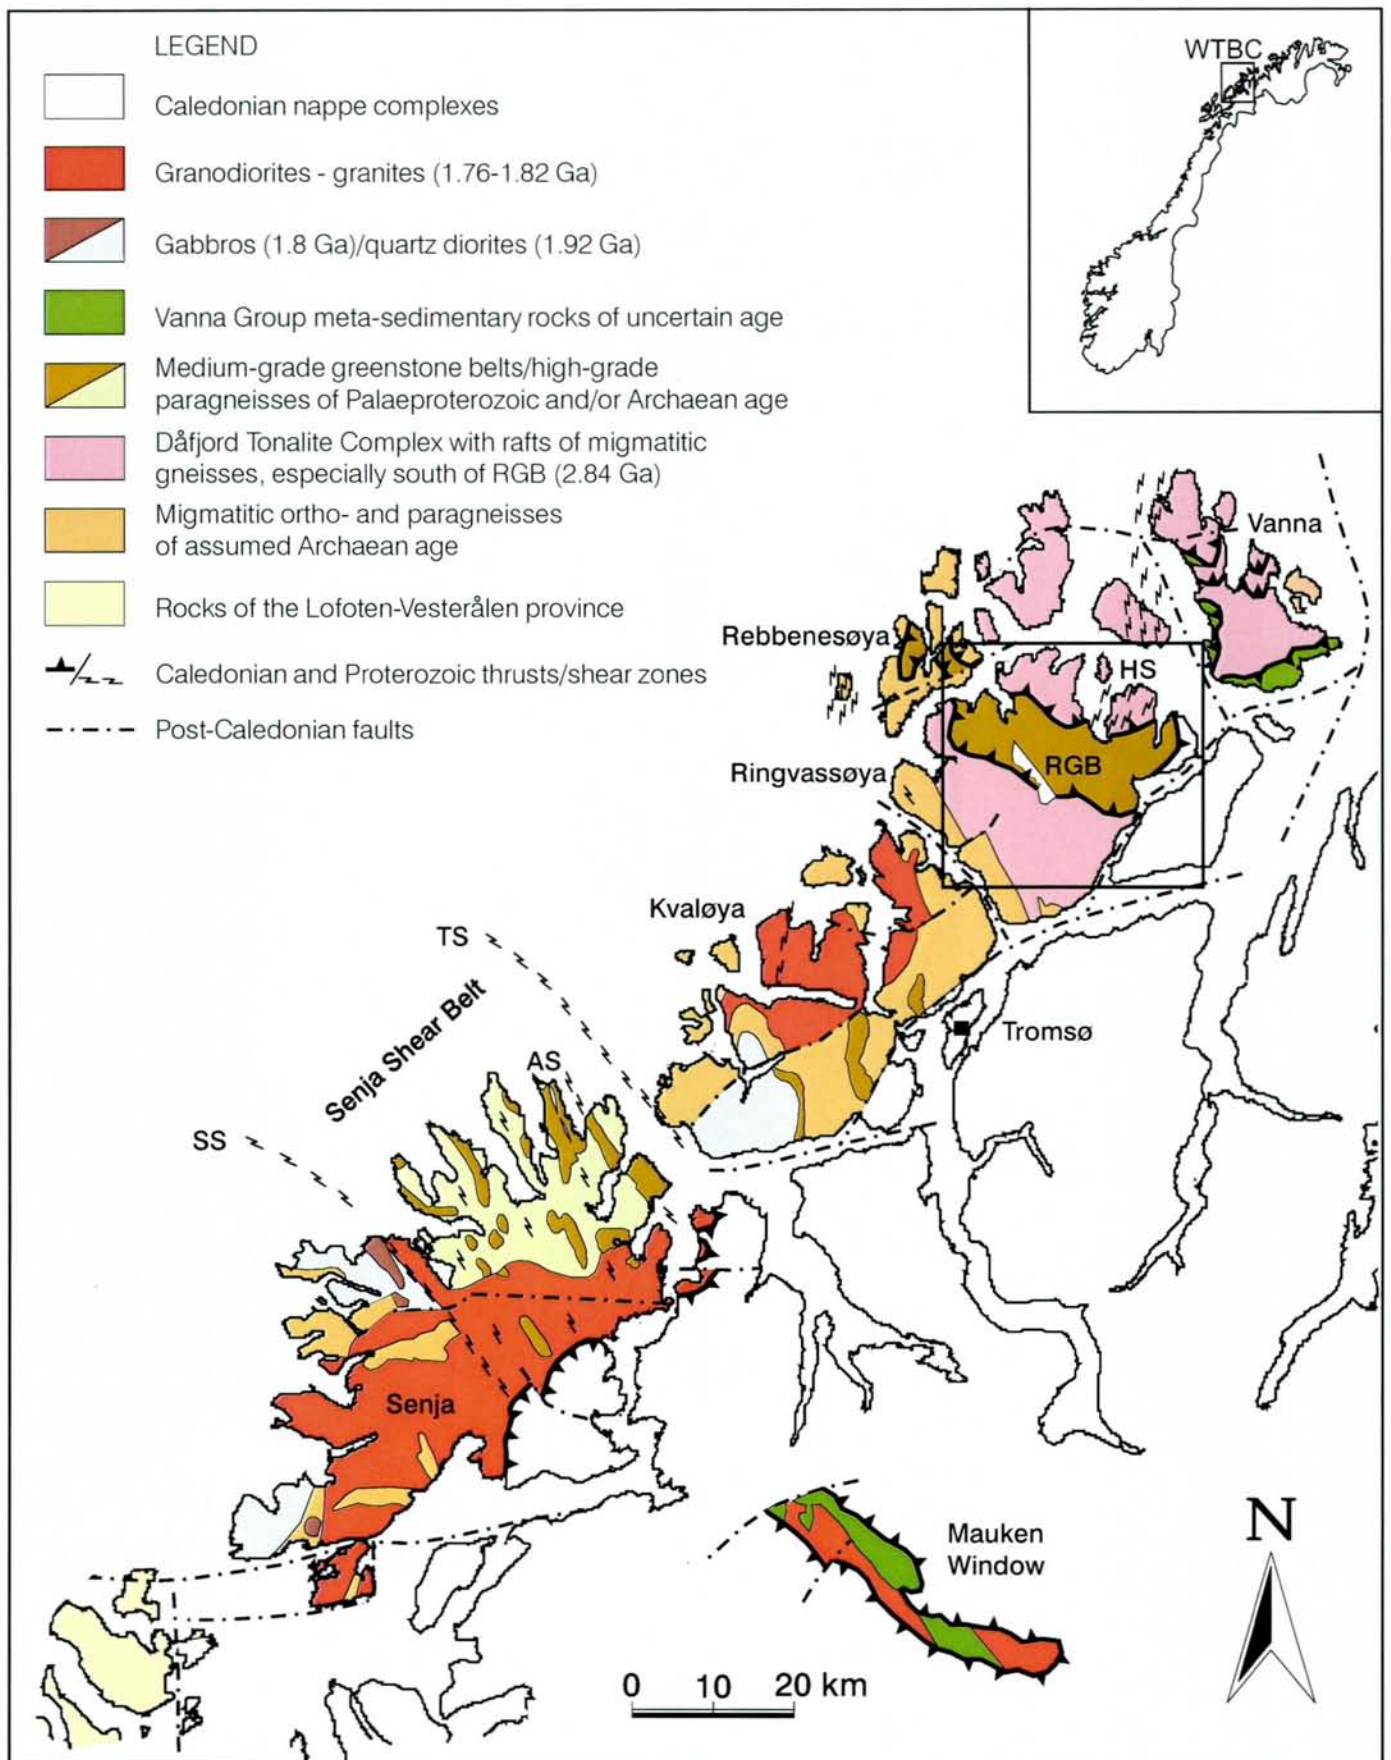 LEGEND
Caledonian nappe complexes
Granodiorites - granites (1.76-1.82 Ga)
Gabbros (1.8 Ga)/quartz diorites (1.92 Ga)
Vanna Group meta-sedimentary rocks of uncertain age
Medium-grade greenstone belts/high-grade
paragneisses of Palaeproterozoic and/or Archaean age
Dåfjord Tonalite Complex with rafts of migmatitic
gneisses, especially south of RGB (2.84 Ga)
Migmatitic ortho- and paragneisses
of assumed Archaean age
Rocks of the Lofoten-Vesterålen province
Caledonian and Proterozoic thrusts/shear zones
Post-Caledonian faults
WTBC
Vanna
Rebbenesøya
HS
RGB
Ringvassøya
Kvaløya
TS
Senja Shear Belt
Tromsø
AS
SS
Senja
Mauken
Window
N
0 10 20 km